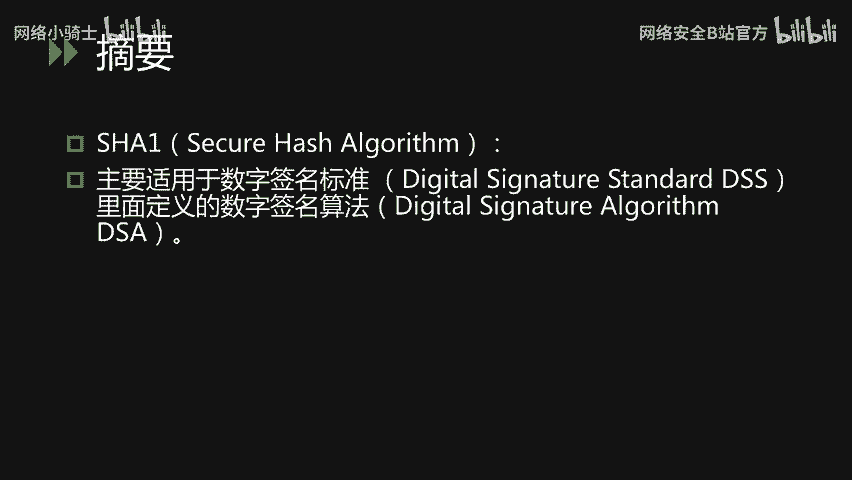 网络小骑士 bilibili
网络安全B站官方 bilibili
摘要
SHA1（Secure Hash Algorithm）：
主要适用于数字签名标准 （Digital Signature Standard DSS）
里面定义的数字签名算法（Digital Signature Algorithm
DSA）。